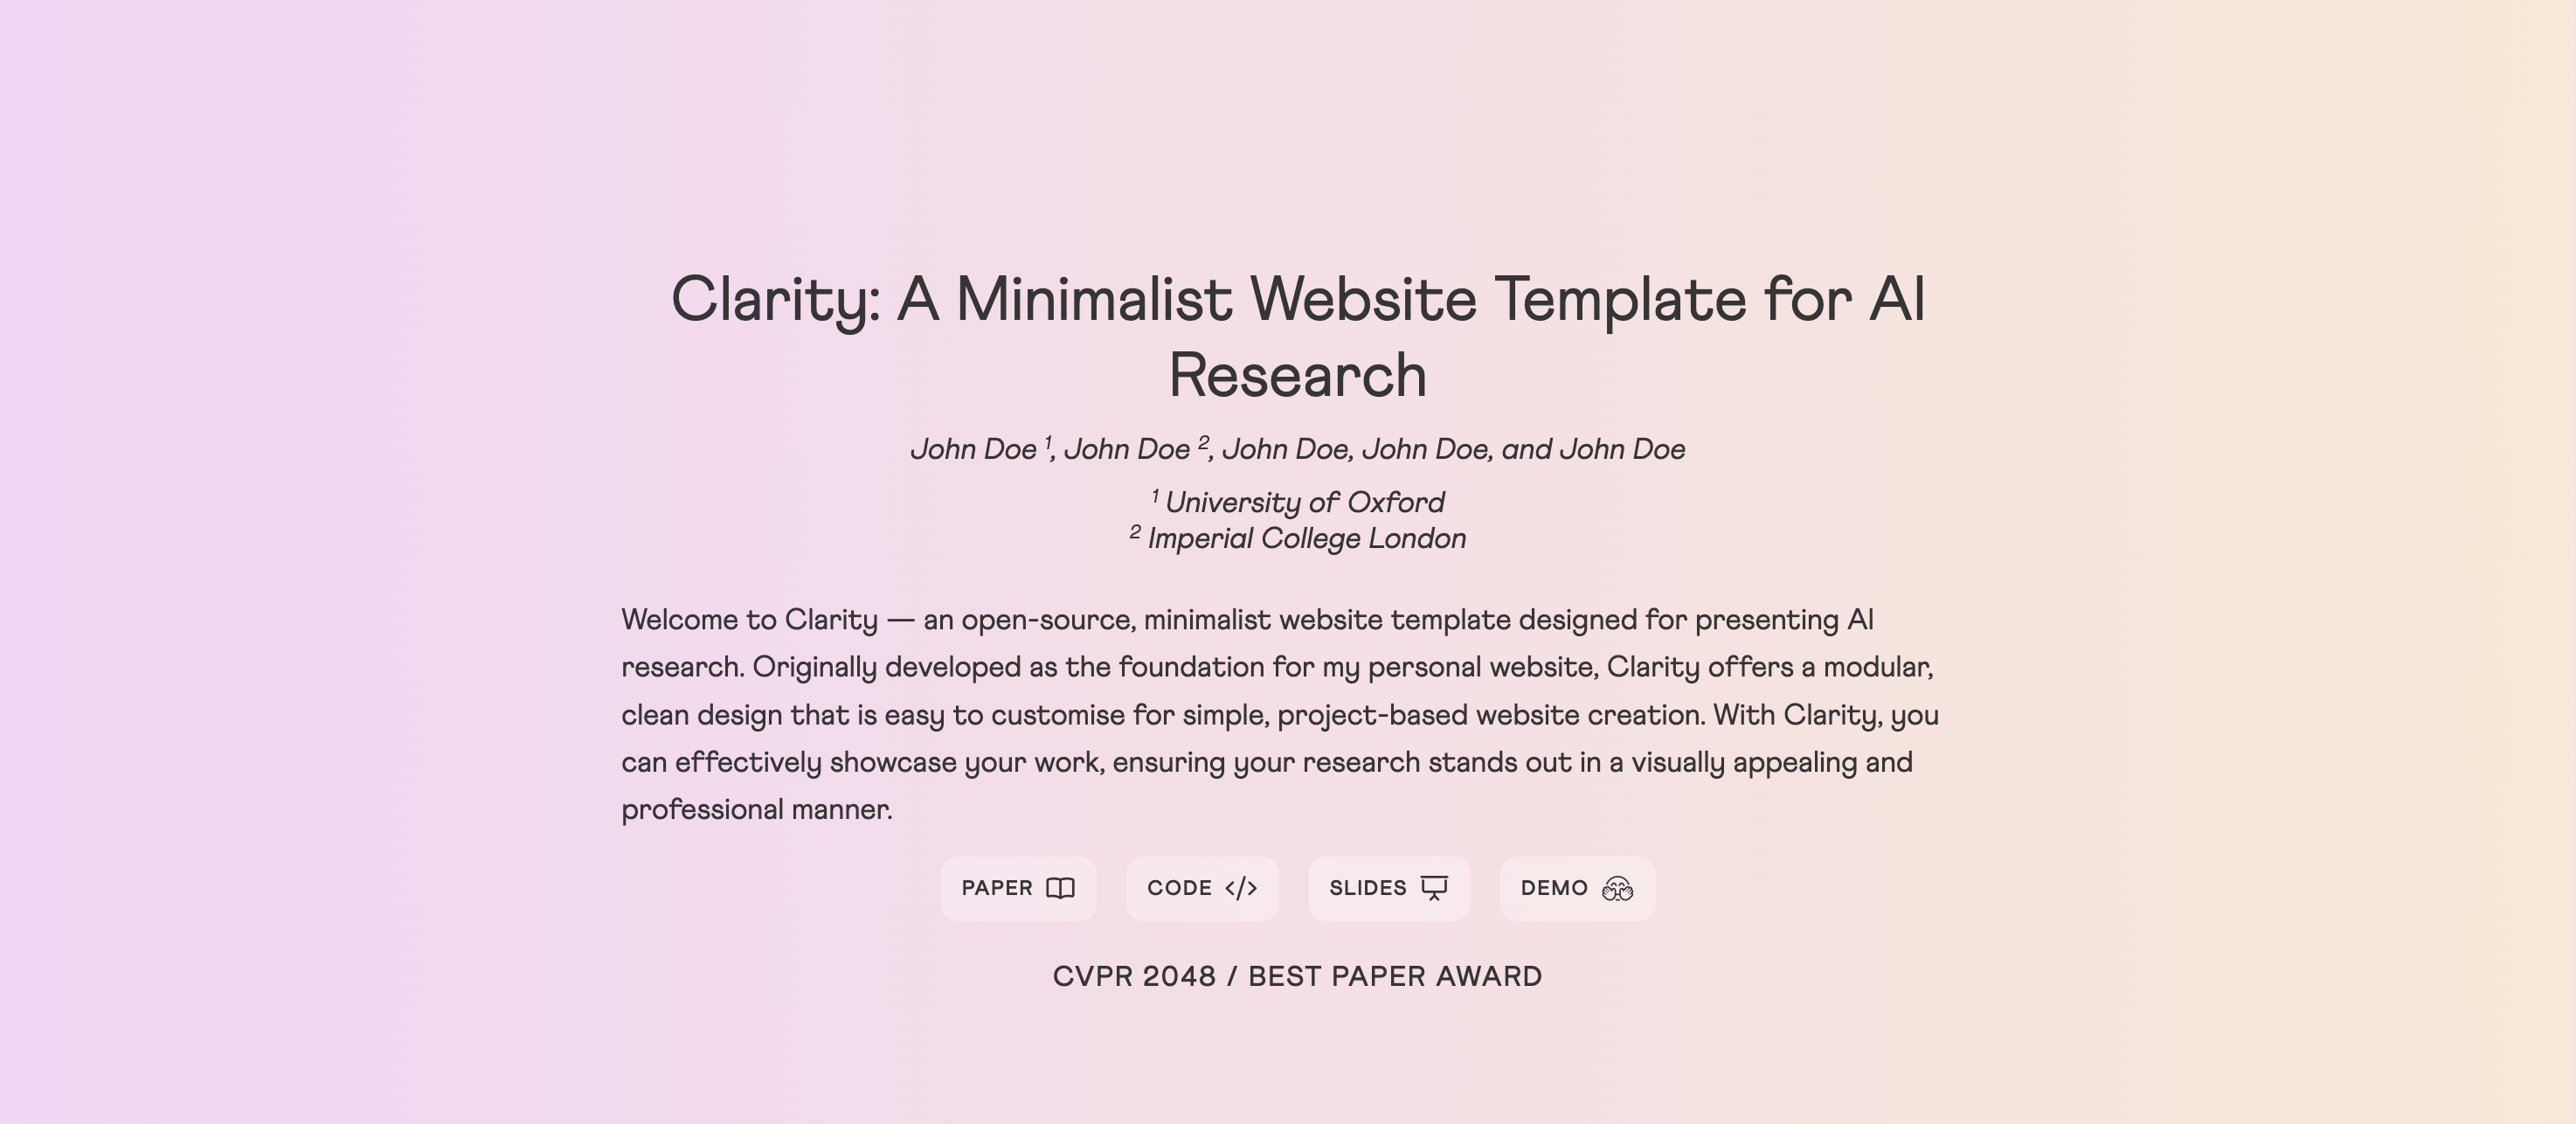 Clarity: A Minimalist Website Template for AI
Research
John Doe ¹, John Doe ², John Doe, John Doe, and John Doe
¹ University of Oxford
² Imperial College London
Welcome to Clarity — an open-source, minimalist website template designed for presenting AI
research. Originally developed as the foundation for my personal website, Clarity offers a modular,
clean design that is easy to customise for simple, project-based website creation. With Clarity, you
can effectively showcase your work, ensuring your research stands out in a visually appealing and
professional manner.
PAPER CODE SLIDES DEMO
CVPR 2048 / BEST PAPER AWARD